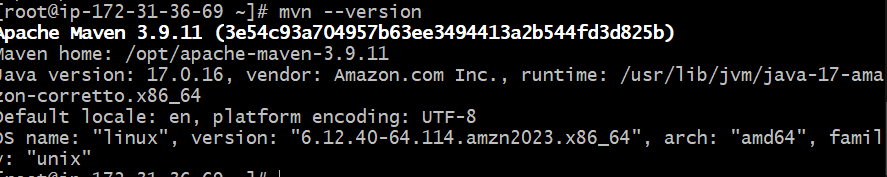 [root@ip-172-31-36-69 ~]# mvn --version
Apache Maven 3.9.11 (3e54c93a704957b63ee3494413a2b544fd3d825b)
Maven home: /opt/apache-maven-3.9.11
Java version: 17.0.16, vendor: Amazon.com Inc., runtime: /usr/lib/jvm/java-17-ama
zon-corretto.x86_64
Default locale: en, platform encoding: UTF-8
OS name: "linux", version: "6.12.40-64.114.amzn2023.x86_64", arch: "amd64", famil
y: "unix"
[root@ip-172-31-36-69 ~]#